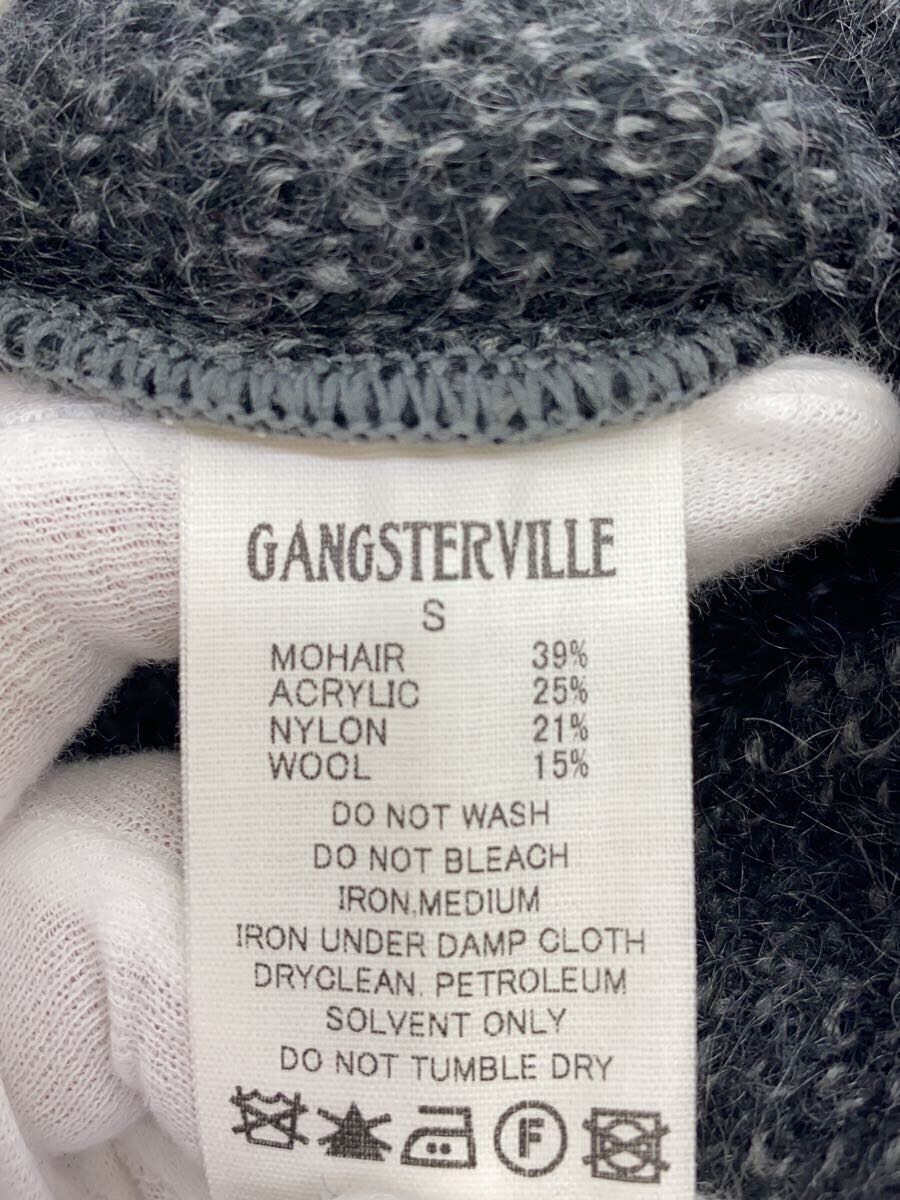 GANGSTERVILLE
S
MOHAIR 39%
ACRYLIC 25%
NYLON 21%
WOOL 15%
DO NOT WASH
DO NOT BLEACH
IRON,MEDIUM
IRON UNDER DAMP CLOTH
DRYCLEAN, PETROLEUM
SOLVENT ONLY
DO NOT TUMBLE DRY
F